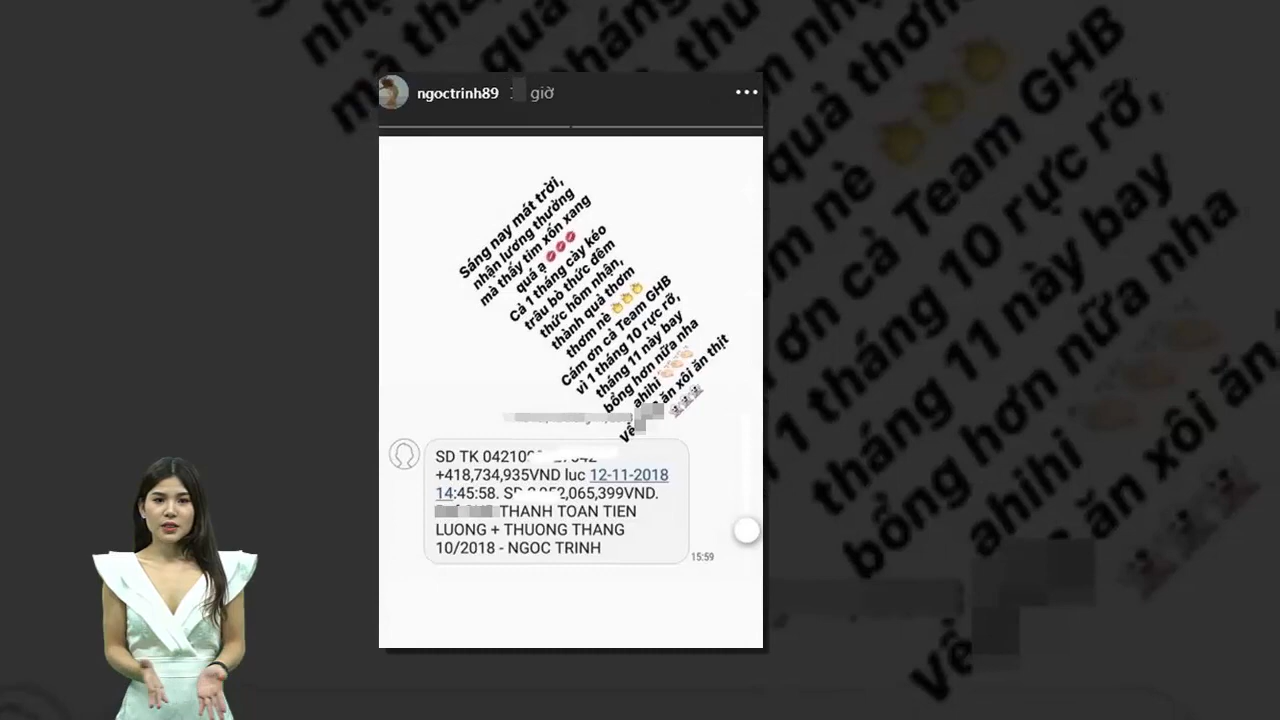 ngoctrinh89 giờ
Sáng nay mát trời,
nhận lương thưởng
mà thấy tim xốn xang
quá ạ 💋💋💋
Cả 1 tháng cày kéo
trâu bò thức đêm
thức hôm nhận,
thành quả thơm
thơm nè 👏👏👏
Cám ơn cả Team GHB
vì 1 tháng 10 rực rỡ,
tháng 11 này bay
bổng hơn nữa nha
ahihi
Về ăn xôi ăn thịt
SD TK
+418,734,935VND luc 12-11-2018
14:45:58. SD 065,399VND.
THANH TOAN TIEN
LUONG + THUONG THANG
10/2018 - NGOC TRINH
15:59